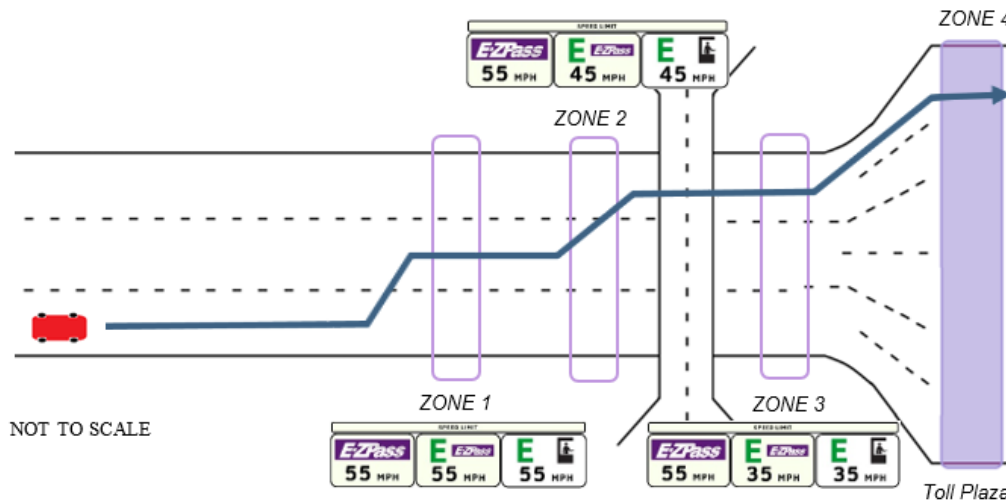 ZONE 4
SPEED LIMIT
E-ZPass
55 MPH
E E-ZPass
45 MPH
E
45 MPH
ZONE 2
ZONE 1
ZONE 3
NOT TO SCALE
SPEED LIMIT
E-ZPass
55 MPH
E E-ZPass
55 MPH
E
55 MPH
SPEED LIMIT
E-ZPass
55 MPH
E E-ZPass
35 MPH
E
35 MPH
Toll Plaza